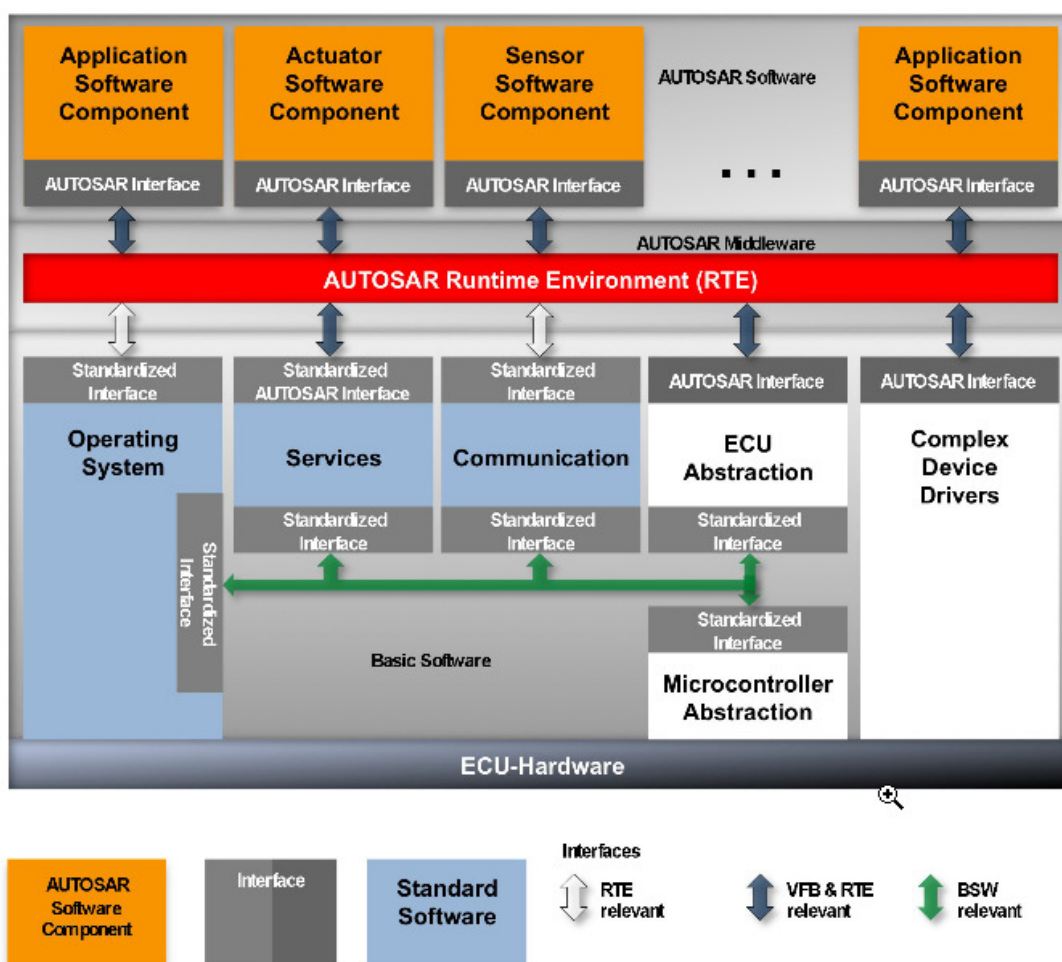 Application
Software
Component
Actuator
Software
Component
Sensor
Software
Component
AUTOSAR Software
Application
Software
Component
AUTOSAR Interface
AUTOSAR Interface
AUTOSAR Interface
...
AUTOSAR Interface
AUTOSAR Middleware
AUTOSAR Runtime Environment (RTE)
Standardized
Interface
Standardized
AUTOSAR Interface
Standardized
Interface
AUTOSAR Interface
AUTOSAR Interface
Operating
System
Services
Communication
ECU
Abstraction
Complex
Device
Drivers
Standardized
Interface
Standardized
Interface
Standardized
Interface
Standardized
Interface
Standardized
Interface
Basic Software
Microcontroller
Abstraction
ECU-Hardware
AUTOSAR
Software
Component
Interface
Standard
Software
Interfaces
RTE
relevant
VFB & RTE
relevant
BSW
relevant